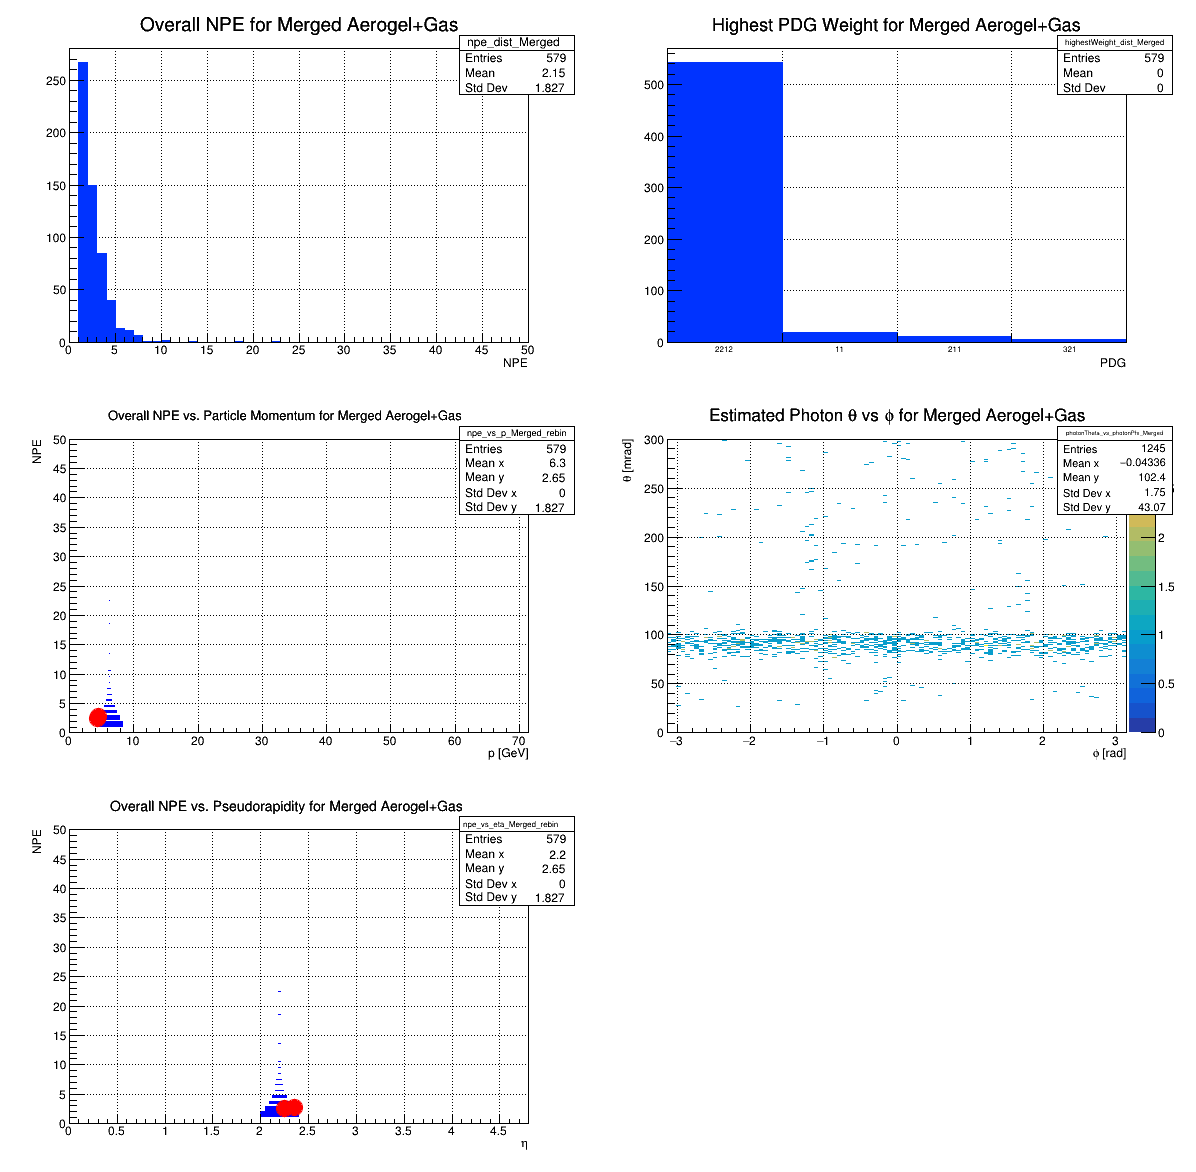 Overall NPE for Merged Aerogel+Gas
npe_dist_Merged
Entries 579
Mean 2.15
Std Dev 1.827
250
200
150
100
50
0
0 5 10 15 20 25 30 35 40 45 50
NPE
Highest PDG Weight for Merged Aerogel+Gas
highestWeight_dist_Merged
Entries 579
Mean 0
Std Dev 0
500
400
300
200
100
0
2212 11 211 321
PDG
Overall NPE vs. Particle Momentum for Merged Aerogel+Gas
npe_vs_p_Merged_rebin
Entries 579
Mean x 6.3
Mean y 2.65
Std Dev x 0
Std Dev y 1.827
NPE
50
45
40
35
30
25
20
15
10
5
0
0 10 20 30 40 50 60 70
p [GeV]
Estimated Photon θ vs ϕ for Merged Aerogel+Gas
photonTheta_vs_photonPhi_Merged
Entries 1245
Mean x −0.04336
Mean y 102.4
Std Dev x 1.75
Std Dev y 43.07
θ [mrad]
300
250
200
150
100
50
0
−3 −2 −1 0 1 2 3
ϕ [rad]
2
1.5
1
0.5
0
Overall NPE vs. Pseudorapidity for Merged Aerogel+Gas
npe_vs_eta_Merged_rebin
Entries 579
Mean x 2.2
Mean y 2.65
Std Dev x 0
Std Dev y 1.827
NPE
50
45
40
35
30
25
20
15
10
5
0
0 0.5 1 1.5 2 2.5 3 3.5 4 4.5
η